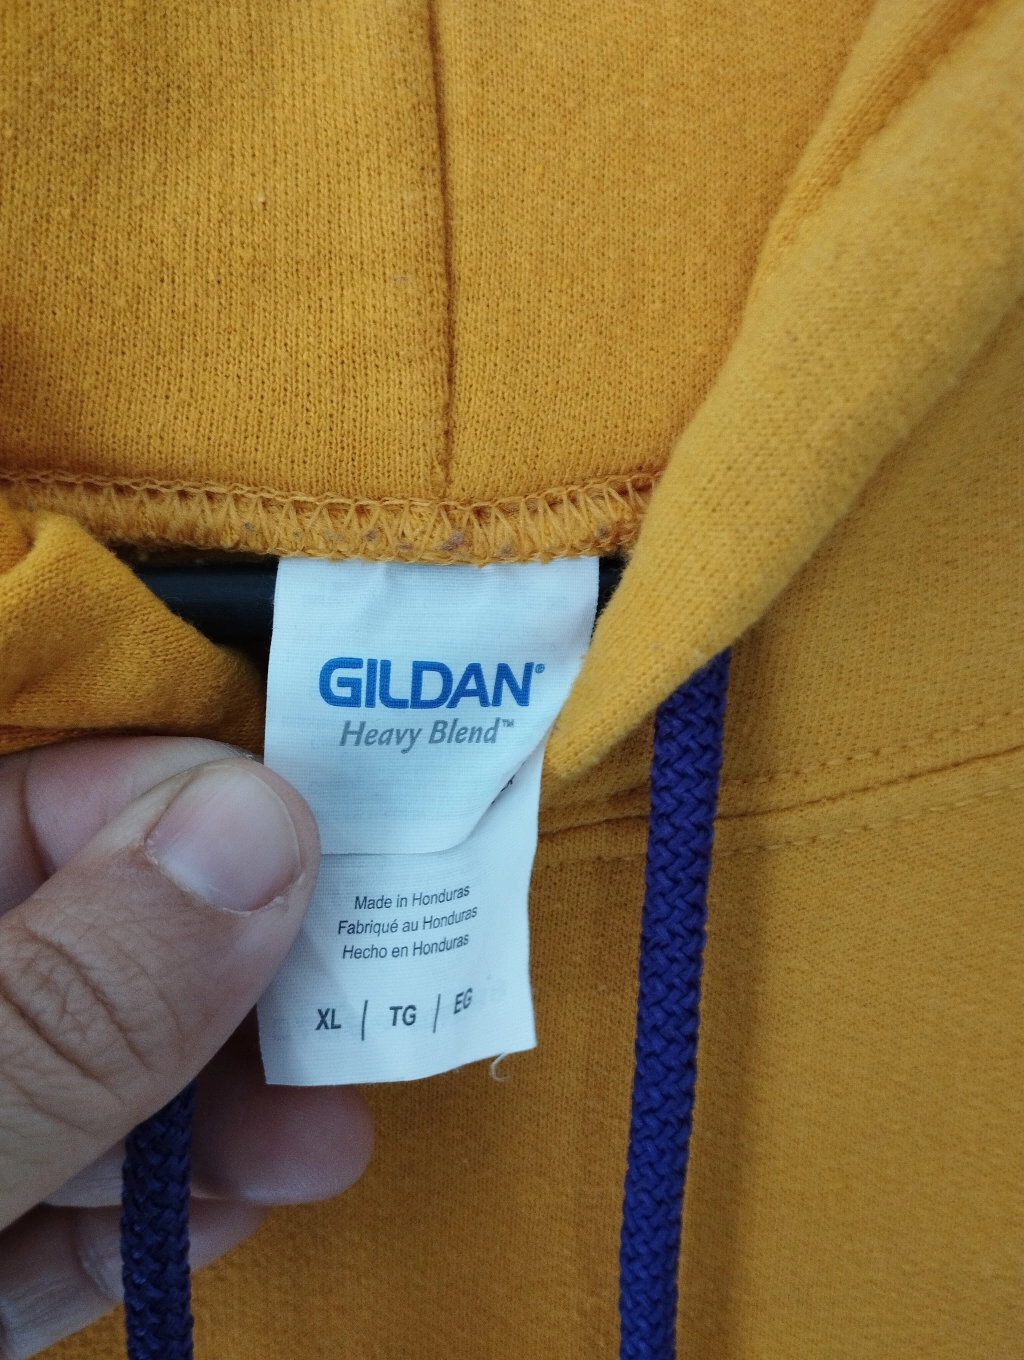 GILDAN®
Heavy Blend™
Made in Honduras
Fabriqué au Honduras
Hecho en Honduras
XL | TG | EG